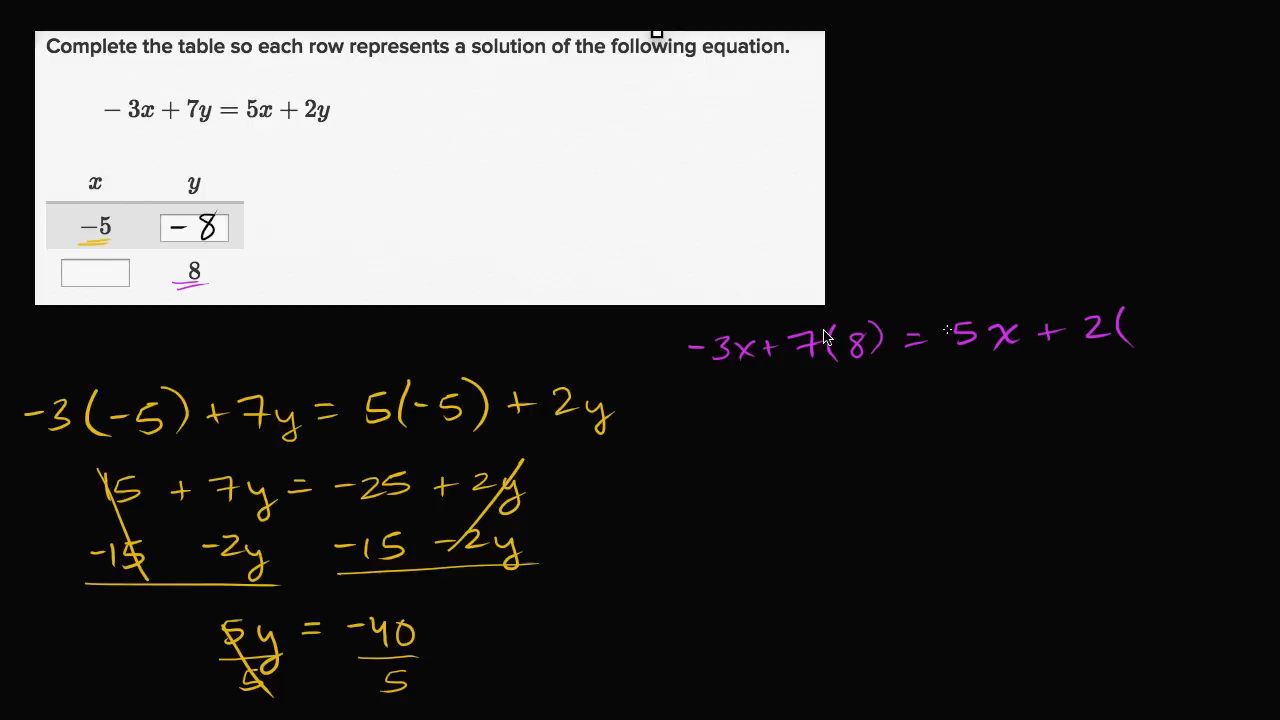 Complete the table so each row represents a solution of the following equation.
− 3x + 7y = 5x + 2y
x y
−5 - 8
8
-3x + 7(8) = 5x + 2(
-3(-5) + 7y = 5(-5) + 2y
15 + 7y = -25 + 2y
-15 -2y -15 -2y
5y = -40
5 5